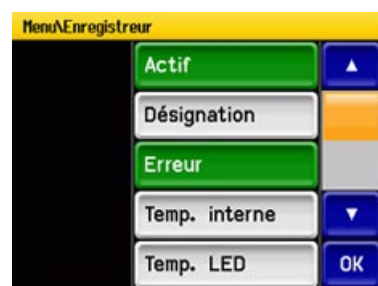 Menu\Enregistreur
Actif
Désignation
Erreur
Temp. interne
Temp. LED
OK